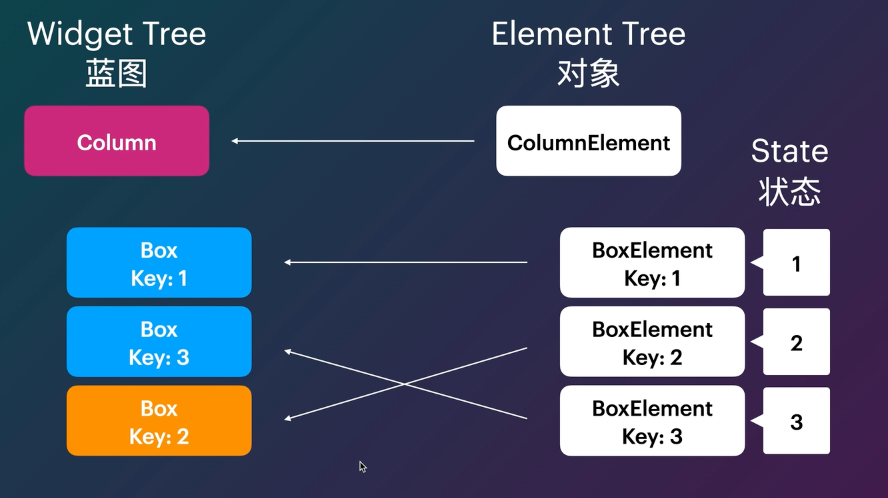 Widget Tree
蓝图
Element Tree
对象
Column
ColumnElement
State
状态
Box
Key: 1
BoxElement
Key: 1
1
Box
Key: 3
BoxElement
Key: 2
2
Box
Key: 2
BoxElement
Key: 3
3